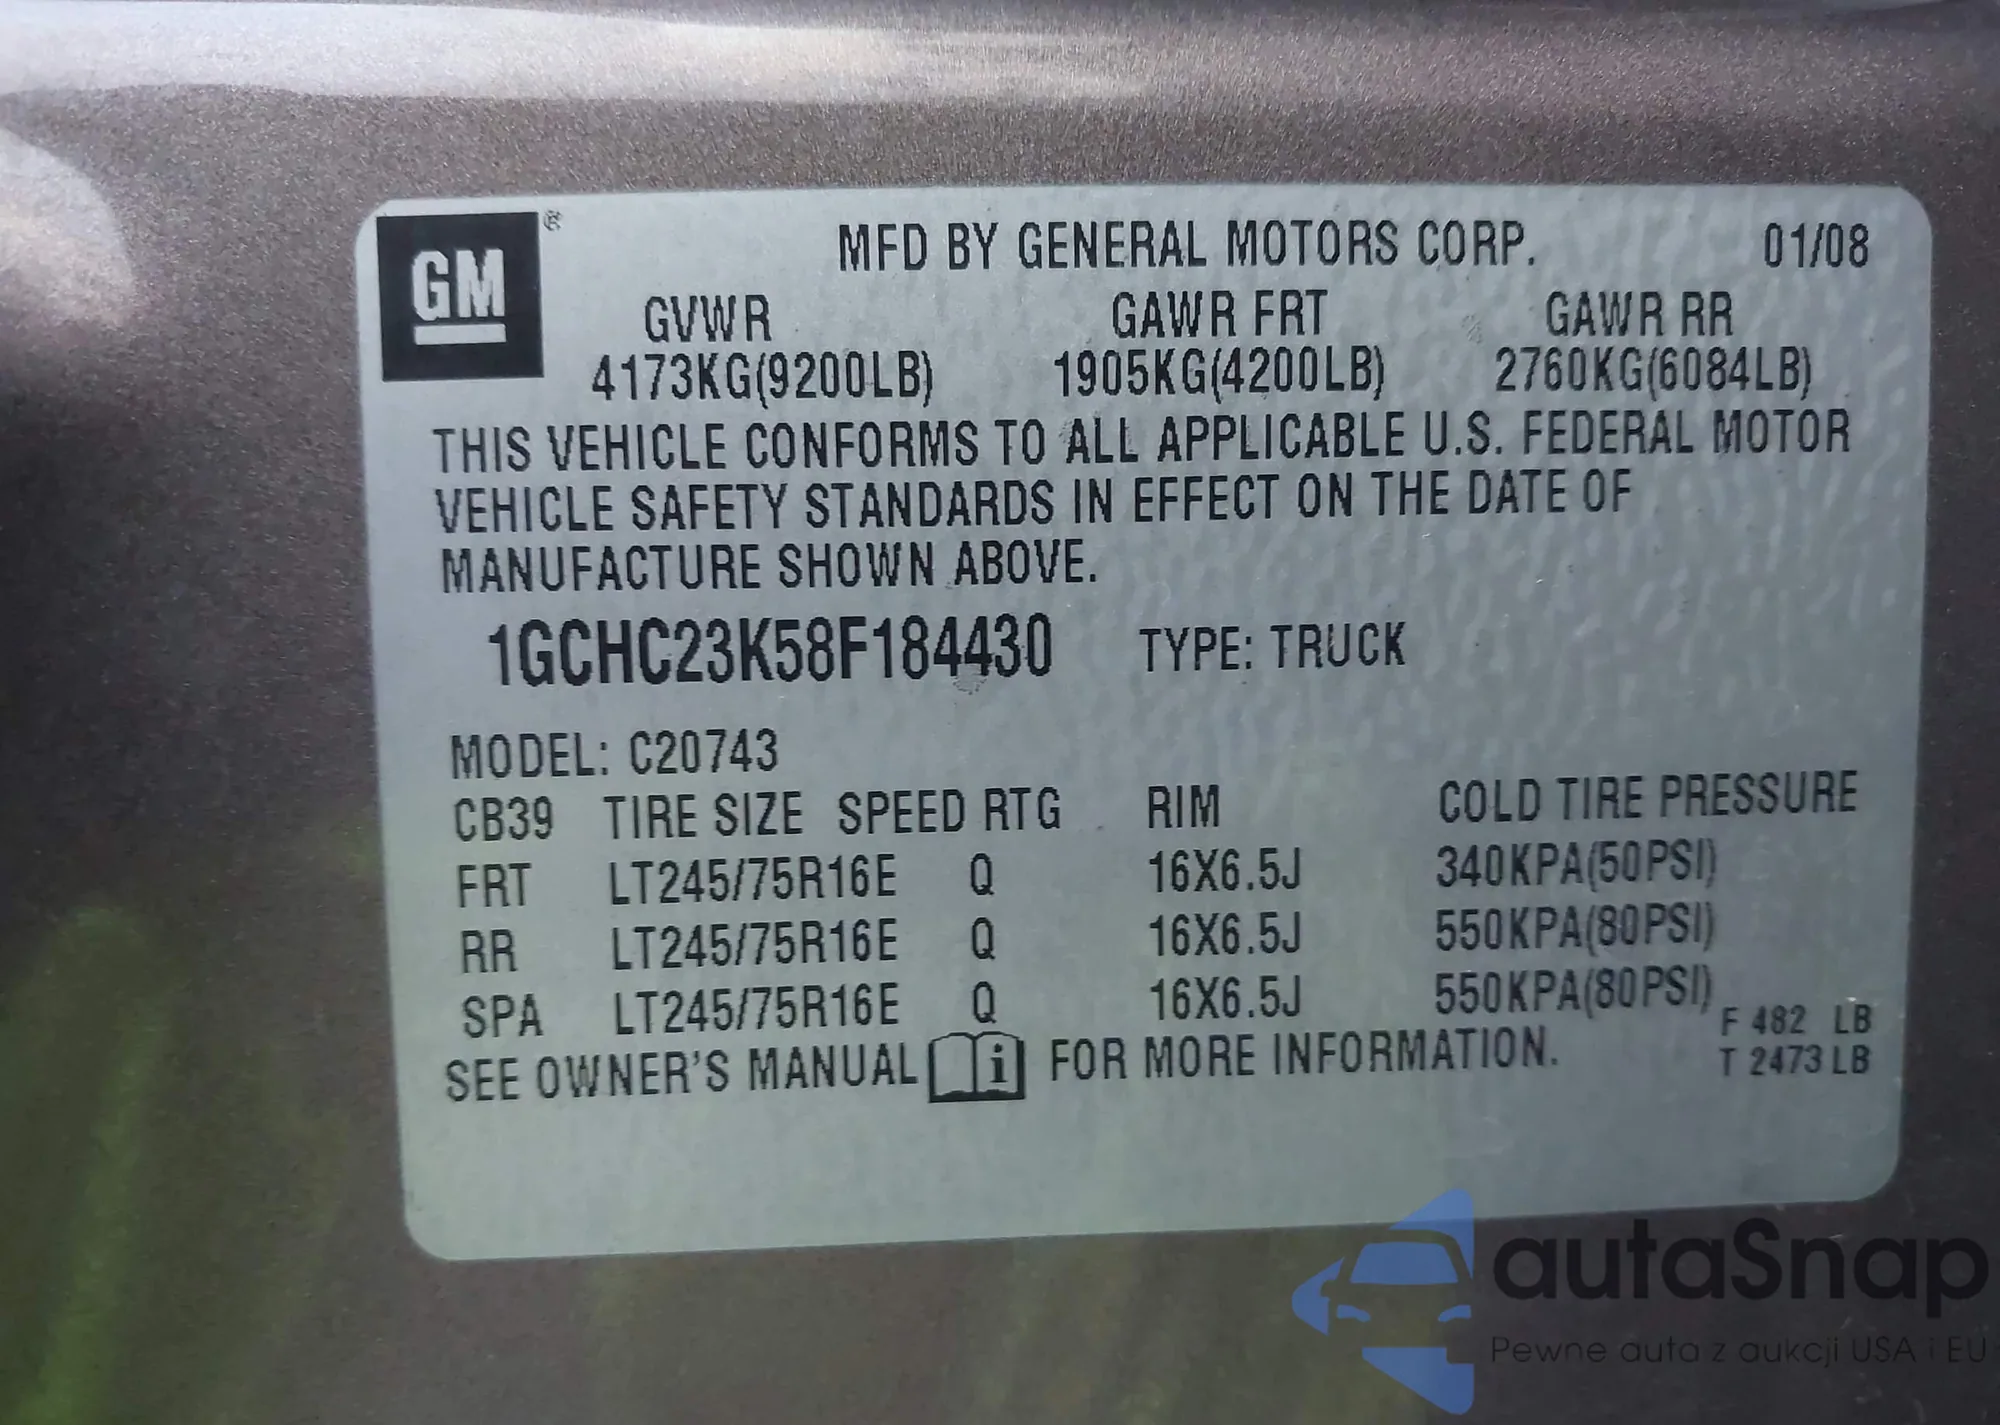 GM ®
MFD BY GENERAL MOTORS CORP. 01/08
GVWR GAWR FRT GAWR RR
4173KG(9200LB) 1905KG(4200LB) 2760KG(6084LB)
THIS VEHICLE CONFORMS TO ALL APPLICABLE U.S. FEDERAL MOTOR
VEHICLE SAFETY STANDARDS IN EFFECT ON THE DATE OF
MANUFACTURE SHOWN ABOVE.
1GCHC23K58F184430 TYPE: TRUCK
MODEL: C20743
CB39 TIRE SIZE SPEED RTG RIM COLD TIRE PRESSURE
FRT LT245/75R16E Q 16X6.5J 340KPA(50PSI)
RR LT245/75R16E Q 16X6.5J 550KPA(80PSI)
SPA LT245/75R16E Q 16X6.5J 550KPA(80PSI)
F 482 LB
SEE OWNER'S MANUAL i FOR MORE INFORMATION. T 2473 LB
autaSnap
Pewne auta z aukcji USA i EU